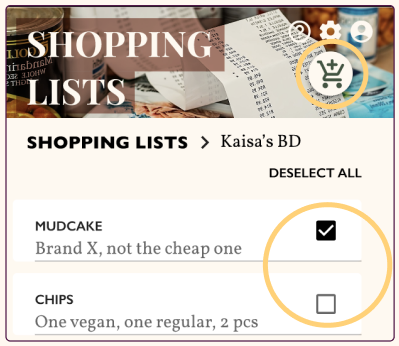 SHOPPING
LISTS
SHOPPING LISTS > Kaisa's BD
DESELECT ALL
MUDCAKE
Brand X, not the cheap one
CHIPS
One vegan, one regular, 2 pcs